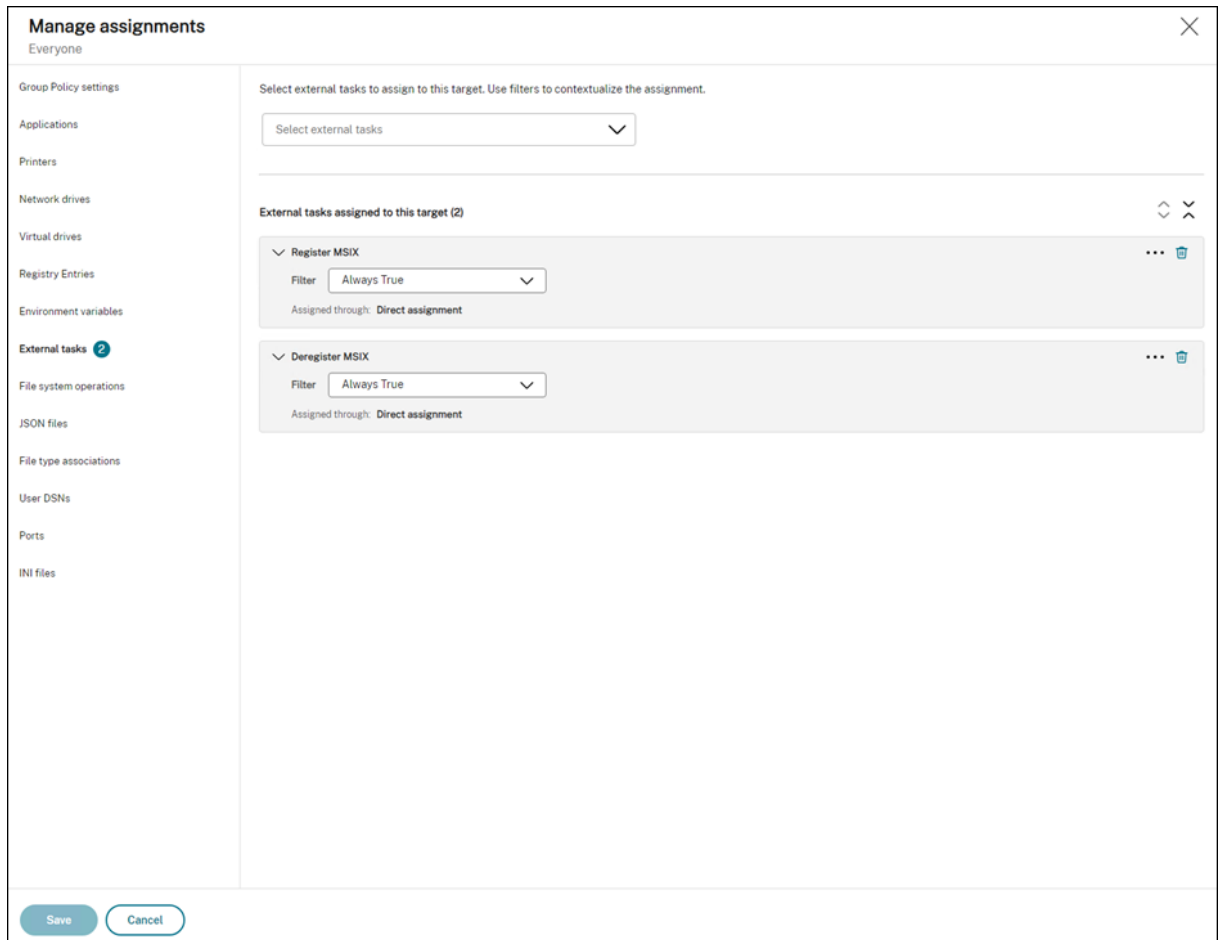 Manage assignments
Everyone
Group Policy settings
Applications
Printers
Network drives
Virtual drives
Registry Entries
Environment variables
External tasks 2
File system operations
JSON files
File type associations
User DSNs
Ports
INI files
Select external tasks to assign to this target. Use filters to contextualize the assignment.
Select external tasks
External tasks assigned to this target (2)
Register MSIX
Filter Always True
Assigned through: Direct assignment
Deregister MSIX
Filter Always True
Assigned through: Direct assignment
Save Cancel